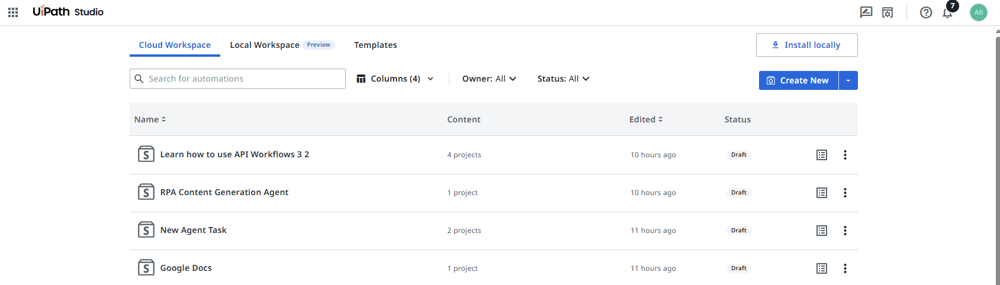 UiPath Studio
7
AB
Cloud Workspace
Local Workspace Preview
Templates
Install locally
Search for automations
Columns (4)
Owner: All
Status: All
Create New
Name Content Edited Status
S Learn how to use API Workflows 3 2 4 projects 10 hours ago Draft
S RPA Content Generation Agent 1 project 10 hours ago Draft
S New Agent Task 2 projects 11 hours ago Draft
S Google Docs 1 project 11 hours ago Draft